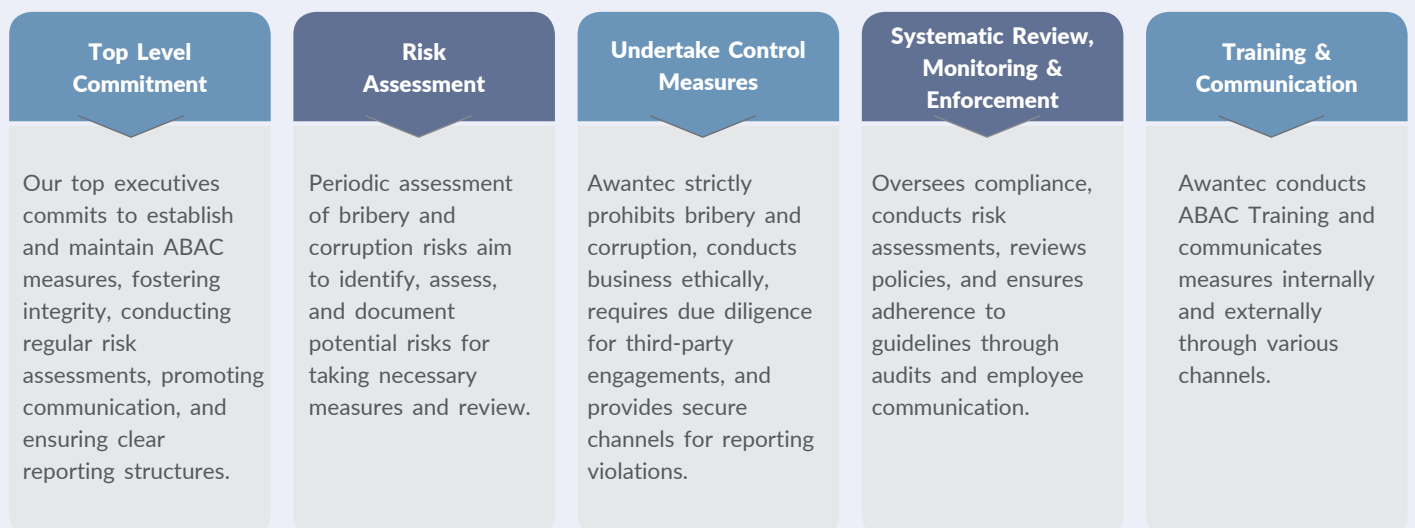 Top Level
Commitment
Our top executives
commits to establish
and maintain ABAC
measures, fostering
integrity, conducting
regular risk
assessments, promoting
communication, and
ensuring clear
reporting structures.
Risk
Assessment
Periodic assessment
of bribery and
corruption risks aim
to identify, assess,
and document
potential risks for
taking necessary
measures and review.
Undertake Control
Measures
Awantec strictly
prohibits bribery and
corruption, conducts
business ethically,
requires due diligence
for third-party
engagements, and
provides secure
channels for reporting
violations.
Systematic Review,
Monitoring &
Enforcement
Oversees compliance,
conducts risk
assessments, reviews
policies, and ensures
adherence to
guidelines through
audits and employee
communication.
Training &
Communication
Awantec conducts
ABAC Training and
communicates
measures internally
and externally
through various
channels.